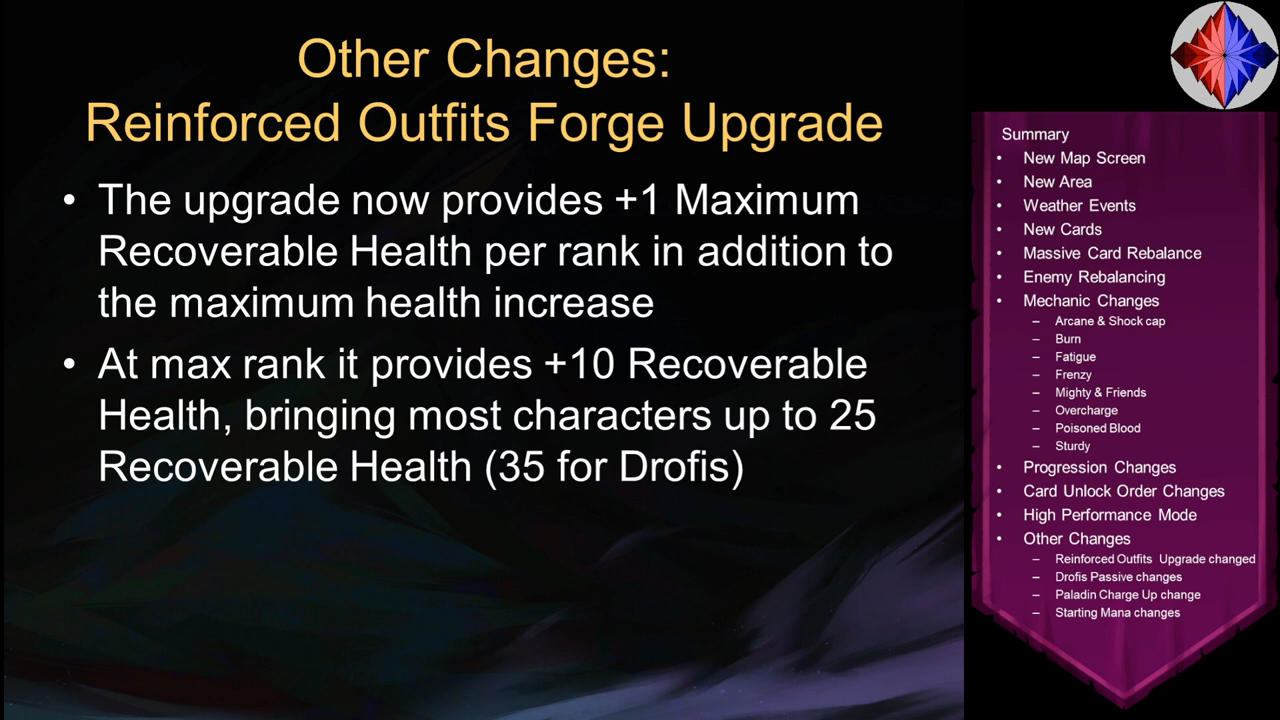 Other Changes:
Reinforced Outfits Forge Upgrade
• The upgrade now provides +1 Maximum
Recoverable Health per rank in addition to
the maximum health increase
• At max rank it provides +10 Recoverable
Health, bringing most characters up to 25
Recoverable Health (35 for Drofis)
Summary
• New Map Screen
• New Area
• Weather Events
• New Cards
• Massive Card Rebalance
• Enemy Rebalancing
• Mechanic Changes
– Arcane & Shock cap
– Burn
– Fatigue
– Frenzy
– Mighty & Friends
– Overcharge
– Poisoned Blood
– Sturdy
• Progression Changes
• Card Unlock Order Changes
• High Performance Mode
• Other Changes
– Reinforced Outfits Upgrade changed
– Drofis Passive changes
– Paladin Charge Up change
– Starting Mana changes